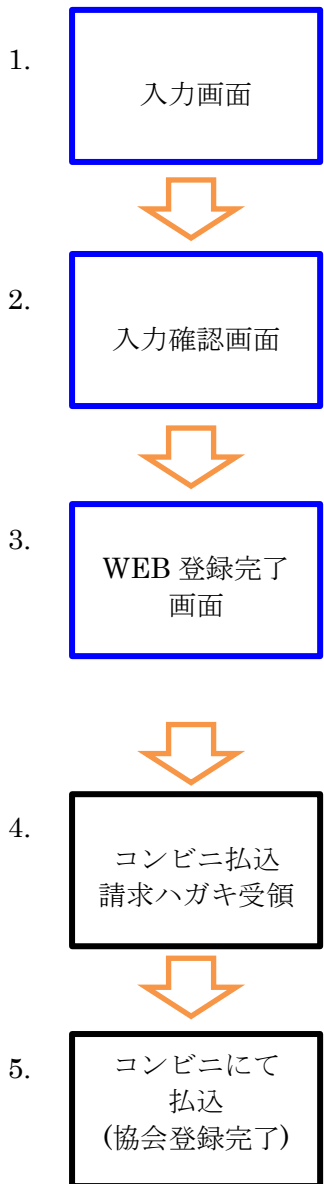 1.
入力画面
2.
入力確認画面
3.
WEB 登録完了
画面
4.
コンビニ払込
請求ハガキ受領
5.
コンビニにて
払込
(協会登録完了)